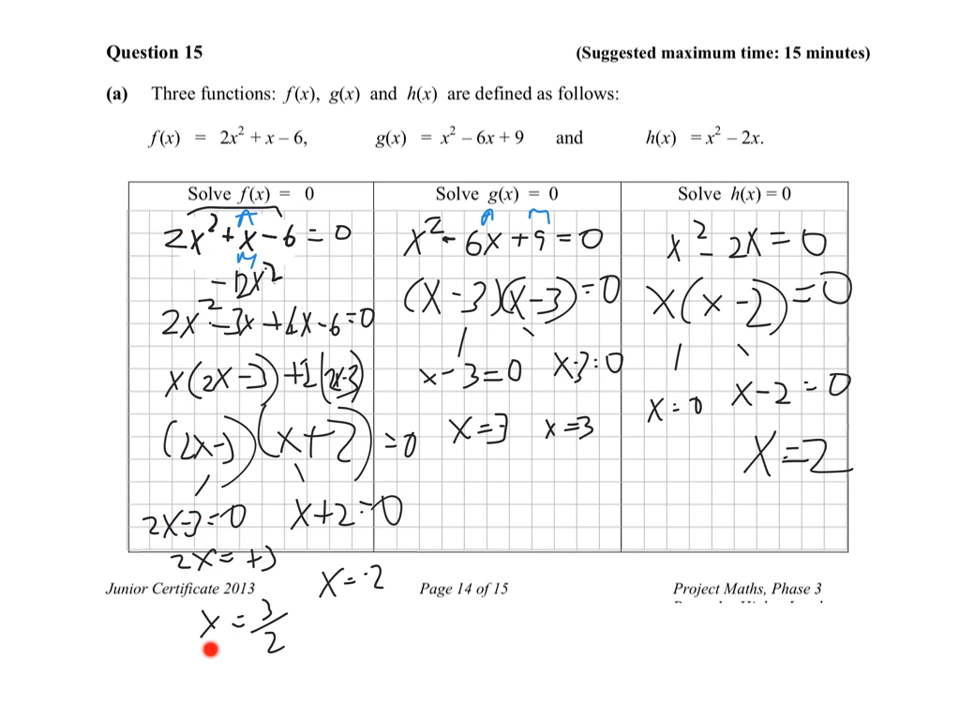 Question 15 (Suggested maximum time: 15 minutes)
(a) Three functions: f(x), g(x) and h(x) are defined as follows:
f(x) = 2x² + x – 6, g(x) = x² – 6x + 9 and h(x) = x² – 2x.
Solve f(x) = 0
A
2x² + x - 6 = 0
M
- 12x²
2x² - 3x + 4x - 6 = 0
x(2x - 3) + 2(2x - 3)
(2x - 3)(x + 2) = 0
2x - 3 = 0 x + 2 = 0
2x = +3
x = -2
x = 3/2
Solve g(x) = 0
A M
x² - 6x + 9 = 0
(x - 3)(x - 3) = 0
x - 3 = 0 x - 3 = 0
x = 3 x = 3
Solve h(x) = 0
x² - 2x = 0
x(x - 2) = 0
x = 0 x - 2 = 0
x = 2
Junior Certificate 2013 Page 14 of 15 Project Maths, Phase 3